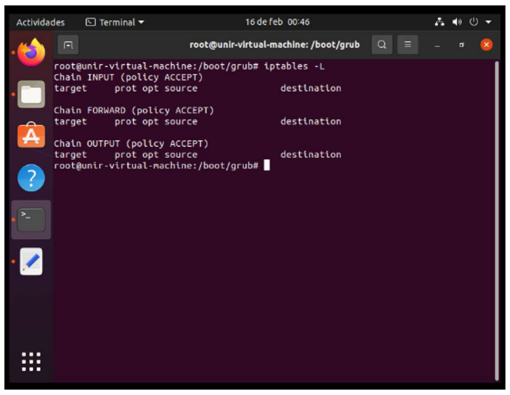 Actividades Terminal 16 de feb 00:46
root@unir-virtual-machine: /boot/grub
root@unir-virtual-machine:/boot/grub# iptables -L
Chain INPUT (policy ACCEPT)
target prot opt source destination
Chain FORWARD (policy ACCEPT)
target prot opt source destination
Chain OUTPUT (policy ACCEPT)
target prot opt source destination
root@unir-virtual-machine:/boot/grub#